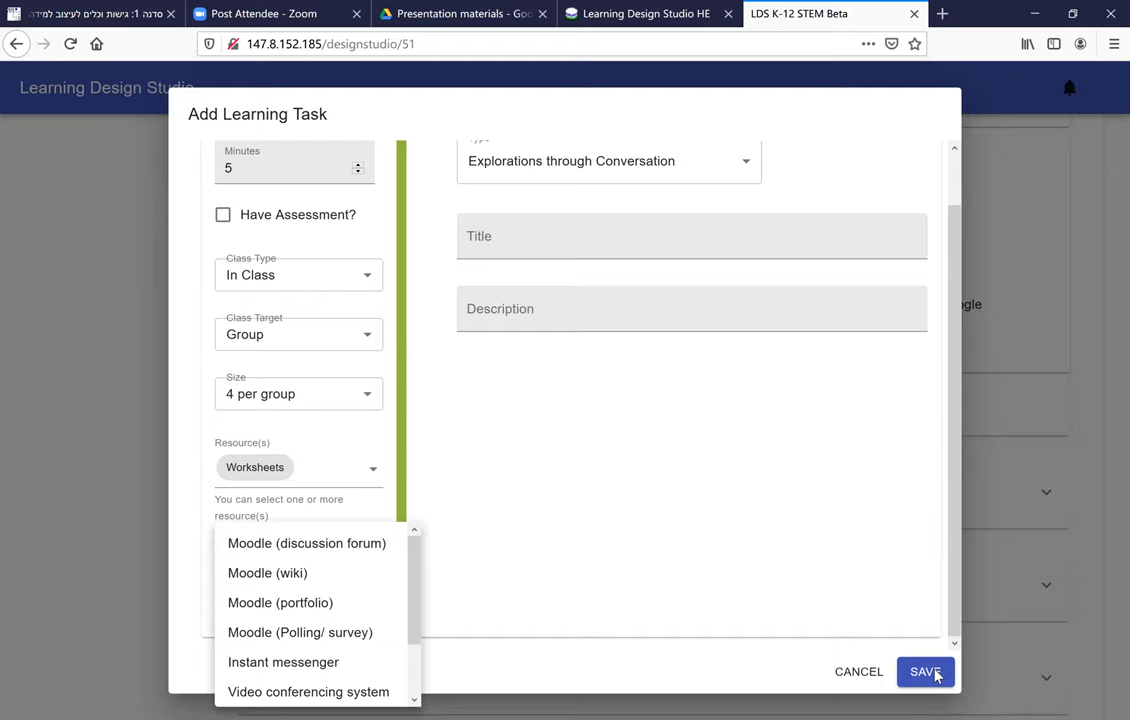 סדנה 1: גישות וכלים לעיצוב למידה
Post Attendee - Zoom
Presentation materials - Goo
Learning Design Studio HE
LDS K-12 STEM Beta
147.8.152.185/designstudio/51
Learning Design Studio
Add Learning Task
Minutes
5
Explorations through Conversation
Have Assessment?
Title
Class Type
In Class
Description
ogle
Class Target
Group
Size
4 per group
Resource(s)
Worksheets
You can select one or more
resource(s)
Moodle (discussion forum)
Moodle (wiki)
Moodle (portfolio)
Moodle (Polling/ survey)
Instant messenger
Video conferencing system
CANCEL
SAVE